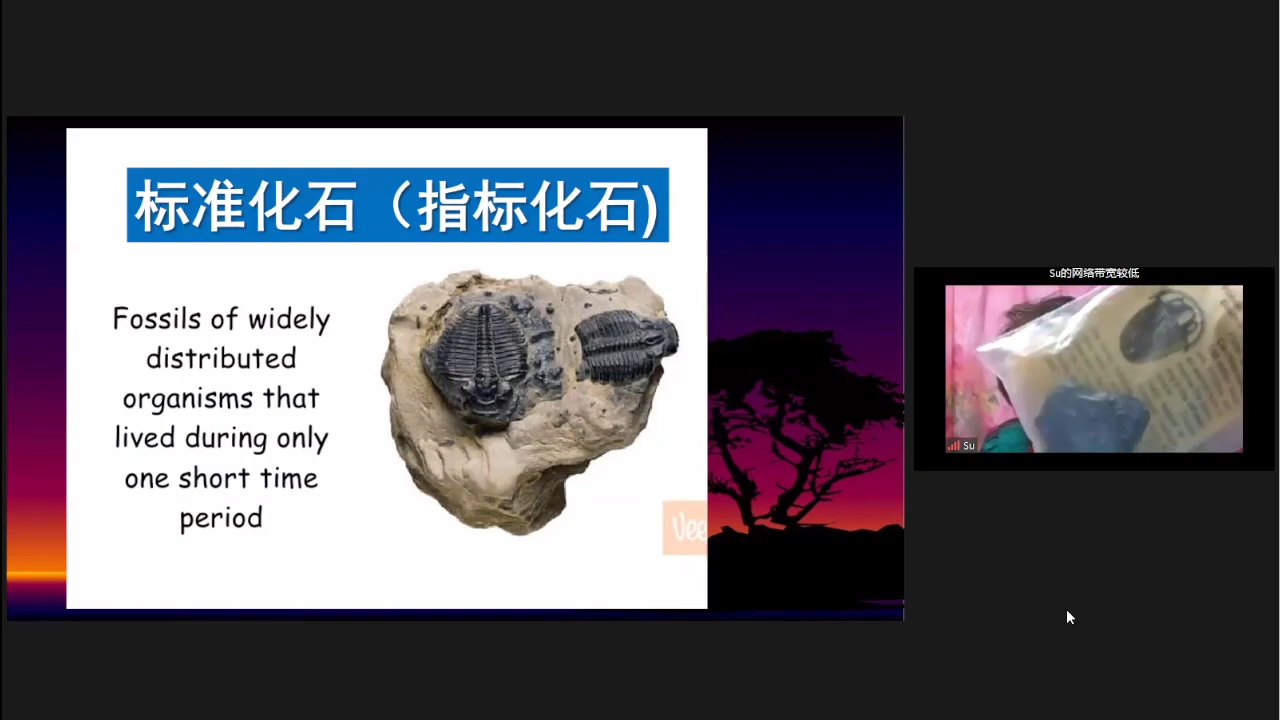 标准化石（指标化石)
Fossils of widely
distributed
organisms that
lived during only
one short time
period
Vee
Su的网络带宽较低
Su